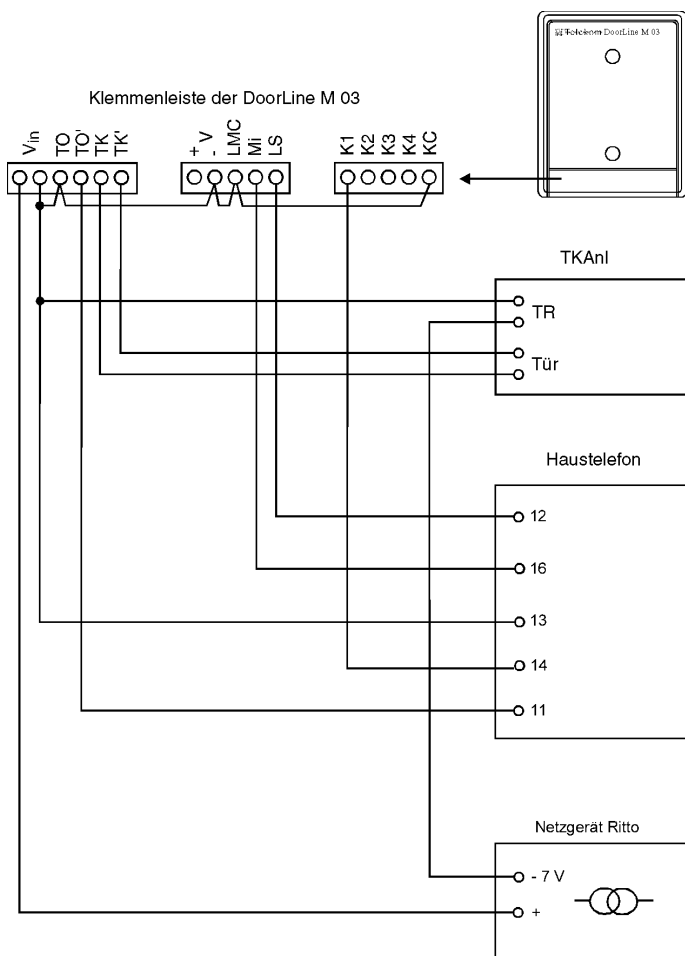 Telekom DoorLine M 03
Klemmenleiste der DoorLine M 03
Vin TO TO' TK TK' + V - LMC Mi LS K1 K2 K3 K4 KC
TKAnl
TR
Tür
Haustelefon
12
16
13
14
11
Netzgerät Ritto
- 7 V
+